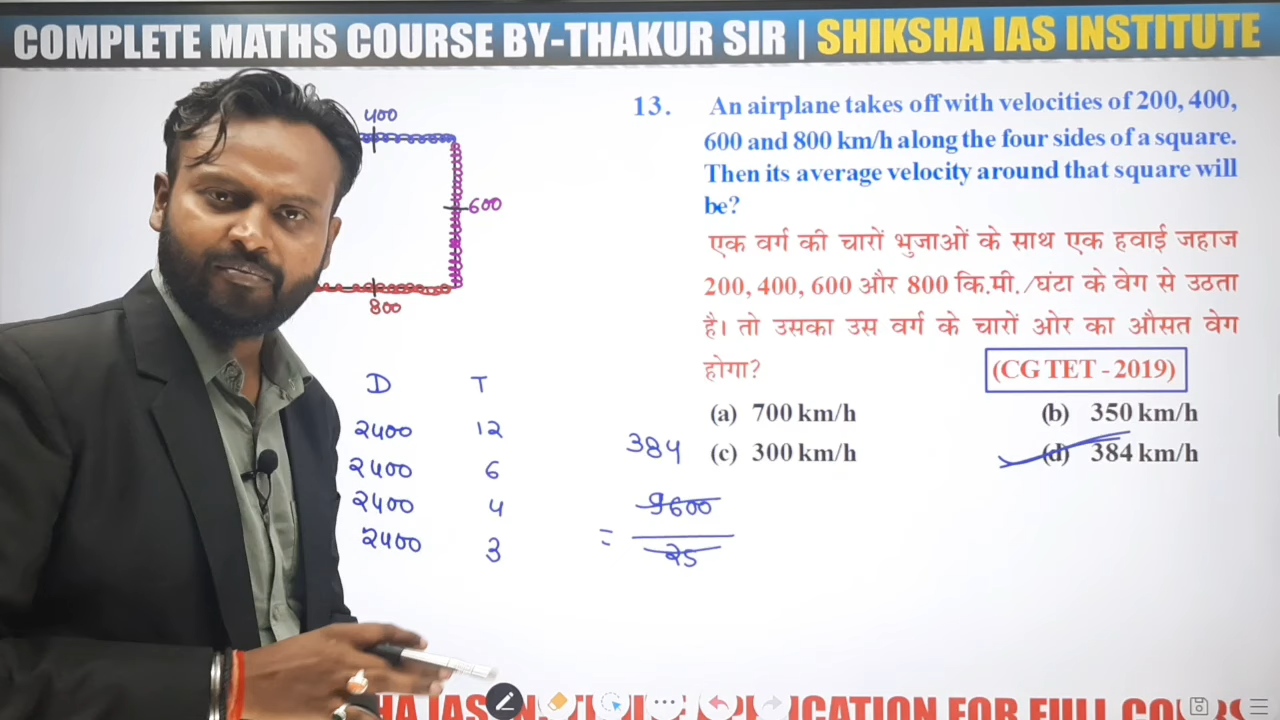 COMPLETE MATHS COURSE BY-THAKUR SIR | SHIKSHA IAS INSTITUTE
400
600
800
13. An airplane takes off with velocities of 200, 400,
600 and 800 km/h along the four sides of a square.
Then its average velocity around that square will
be?
एक वर्ग की चारों भुजाओं के साथ एक हवाई जहाज
200, 400, 600 और 800 कि.मी./घंटा के वेग से उठता
है। तो उसका उस वर्ग के चारों ओर का औसत वेग
होगा?
(CG TET - 2019)
(a) 700 km/h (b) 350 km/h
(c) 300 km/h (d) 384 km/h
D T
2400 12
2400 6
2400 4
2400 3
384
= 9600
25
FOR FULL